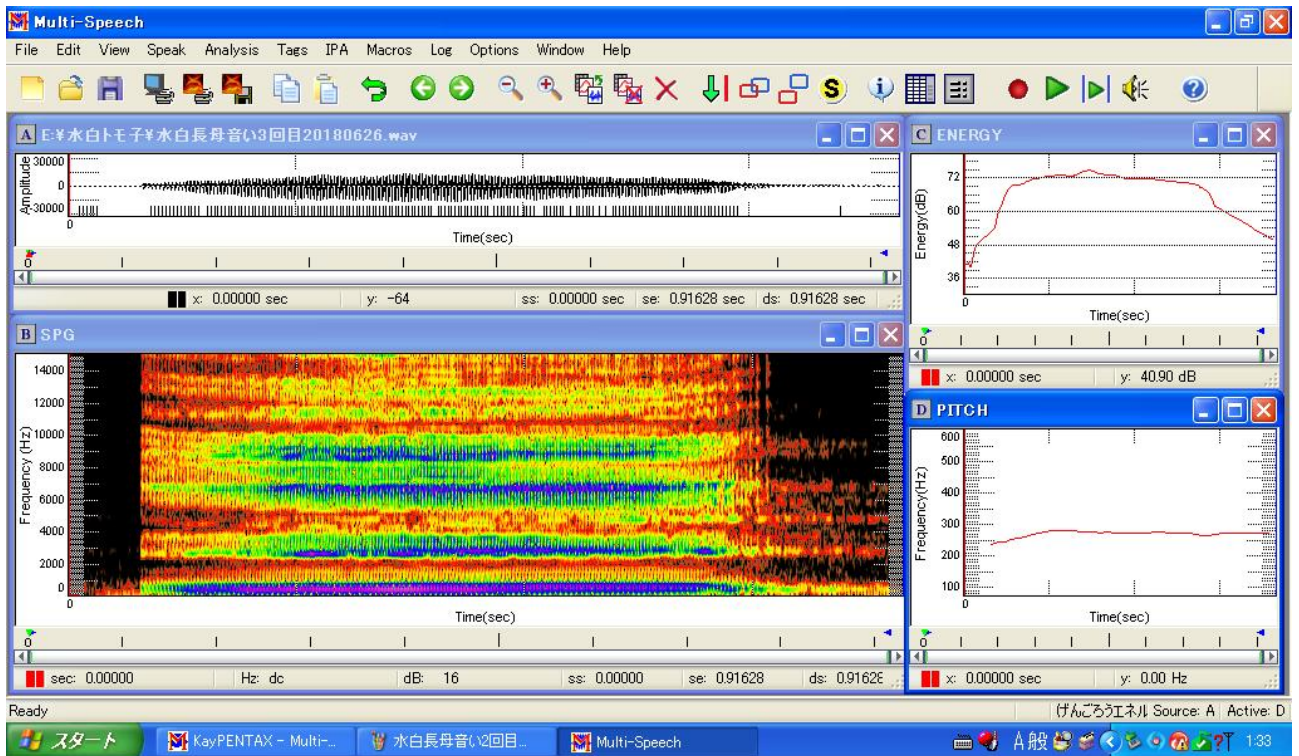 Multi-Speech
File Edit View Speak Analysis Tags IPA Macros Log Options Window Help
S
A E:¥水白トモ子¥水白長母音い3回目20180626.wav
Amplitude
30000
0
-30000
0
Time(sec)
0
x: 0.00000 sec y: -64 ss: 0.00000 sec se: 0.91628 sec ds: 0.91628 sec
B SPG
Frequency (Hz)
14000
12000
10000
8000
6000
4000
2000
0
0
Time(sec)
0
sec: 0.00000 Hz: dc dB: 16 ss: 0.00000 se: 0.91628 ds: 0.91628
C ENERGY
Energy(dB)
72
60
48
36
0
Time(sec)
0
x: 0.00000 sec y: 40.90 dB
D PITCH
Frequency(Hz)
600
500
400
300
200
100
0
Time(sec)
0
x: 0.00000 sec y: 0.00 Hz
Ready げんごろうエネル Source: A Active: D
スタート KayPENTAX - Multi-... 水白長母音い2回目... Multi-Speech A 般 1:33